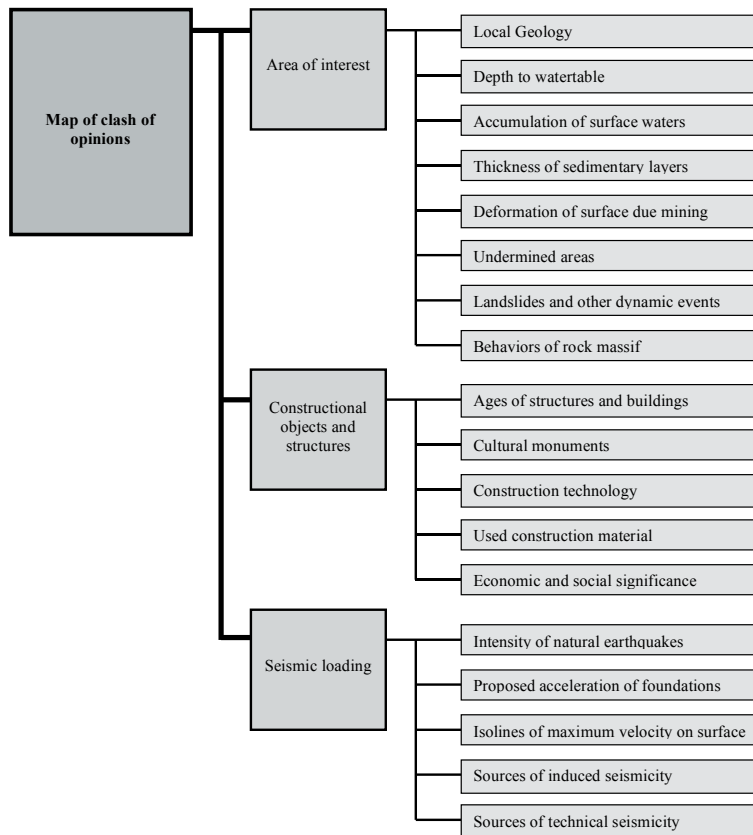 Map of clash of
opinions
Area of interest
Local Geology
Depth to watertable
Accumulation of surface waters
Thickness of sedimentary layers
Deformation of surface due mining
Undermined areas
Landslides and other dynamic events
Behaviors of rock massif
Constructional
objects and
structures
Ages of structures and buildings
Cultural monuments
Construction technology
Used construction material
Economic and social significance
Seismic loading
Intensity of natural earthquakes
Proposed acceleration of foundations
Isolines of maximum velocity on surface
Sources of induced seismicity
Sources of technical seismicity